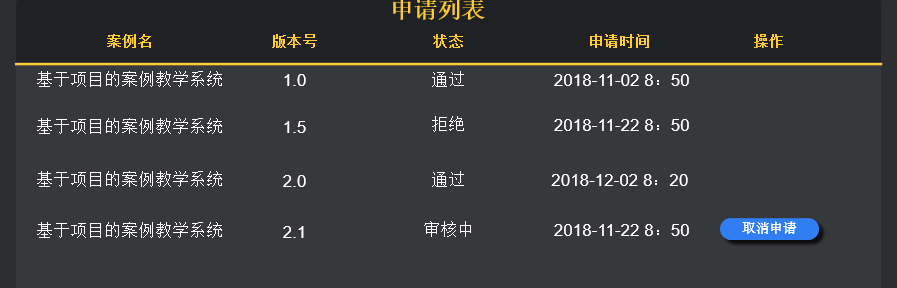 申请列表
案例名 版本号 状态 申请时间 操作
基于项目的案例教学系统 1.0 通过 2018-11-02 8：50
基于项目的案例教学系统 1.5 拒绝 2018-11-22 8：50
基于项目的案例教学系统 2.0 通过 2018-12-02 8：20
基于项目的案例教学系统 2.1 审核中 2018-11-22 8：50 取消申请